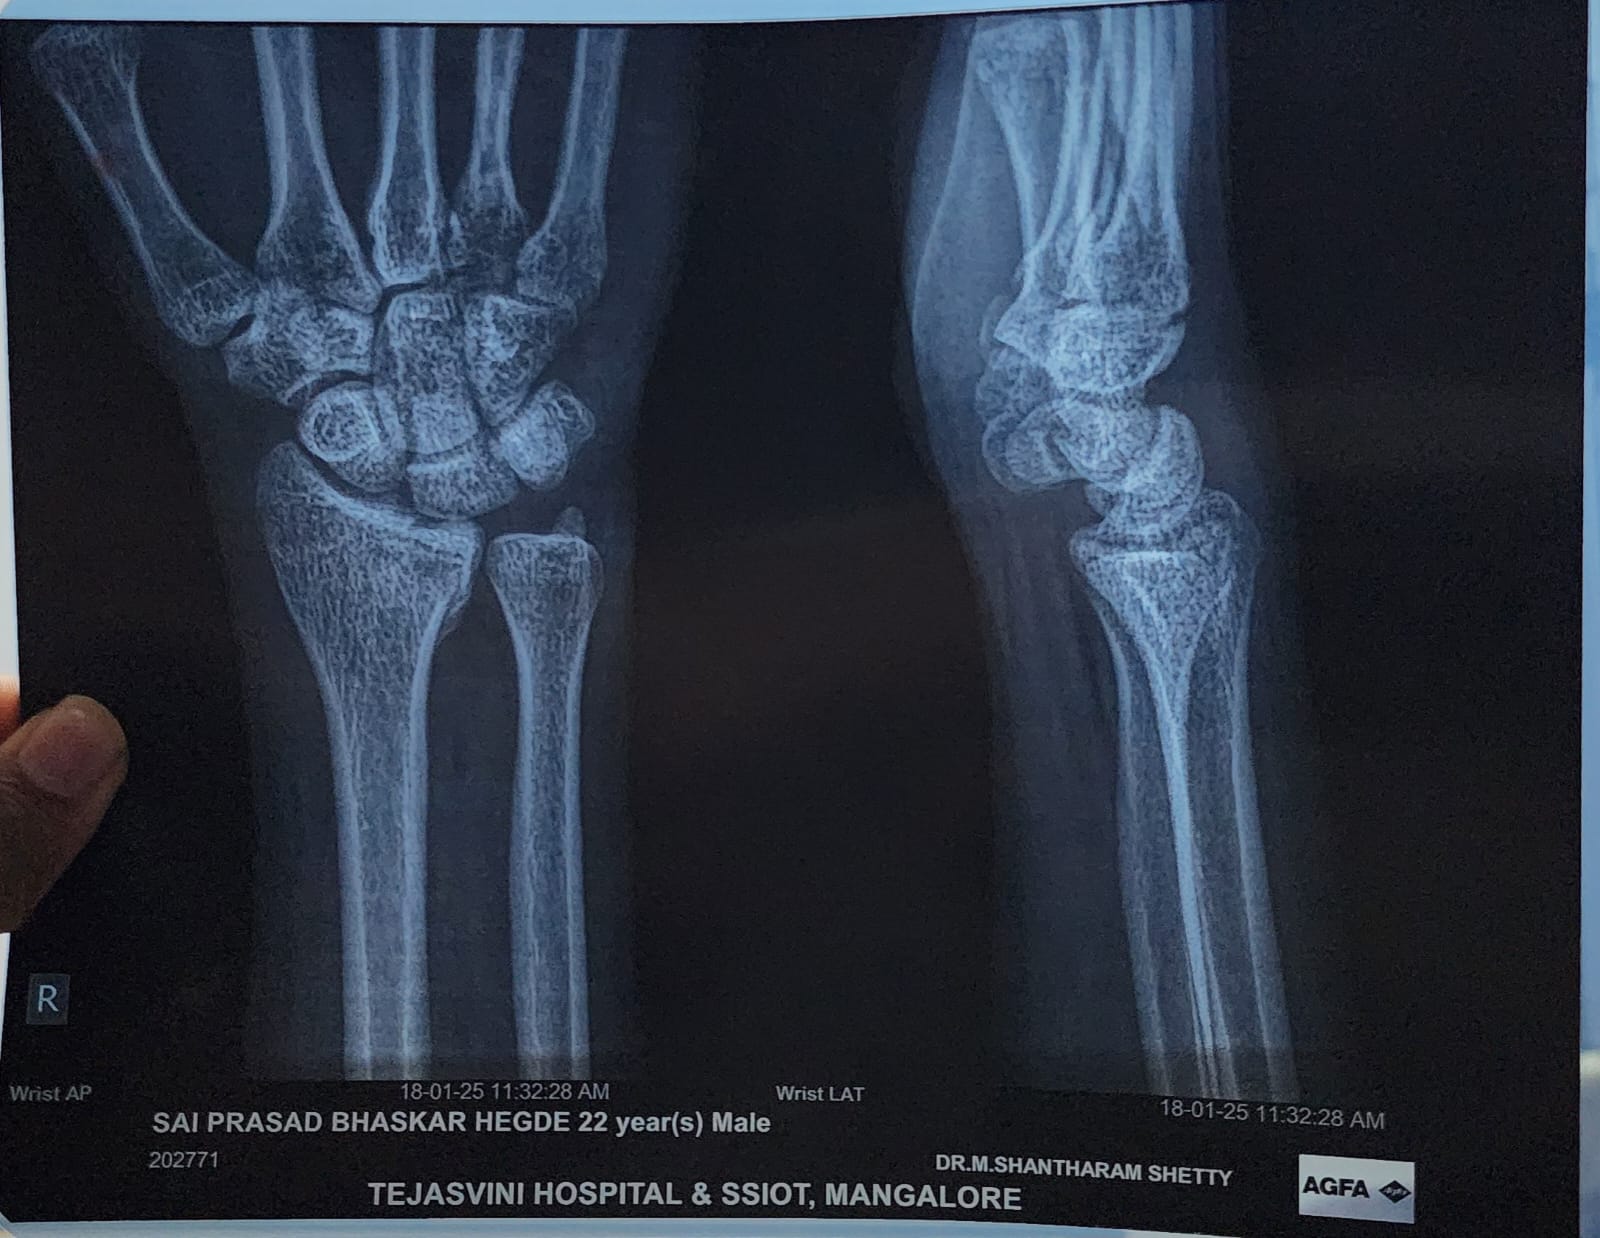 R
Wrist AP
18-01-25 11:32:28 AM
Wrist LAT
18-01-25 11:32:28 AM
SAI PRASAD BHASKAR HEGDE 22 year(s) Male
202771
DR.M.SHANTHARAM SHETTY
AGFA
TEJASVINI HOSPITAL & SSIOT, MANGALORE